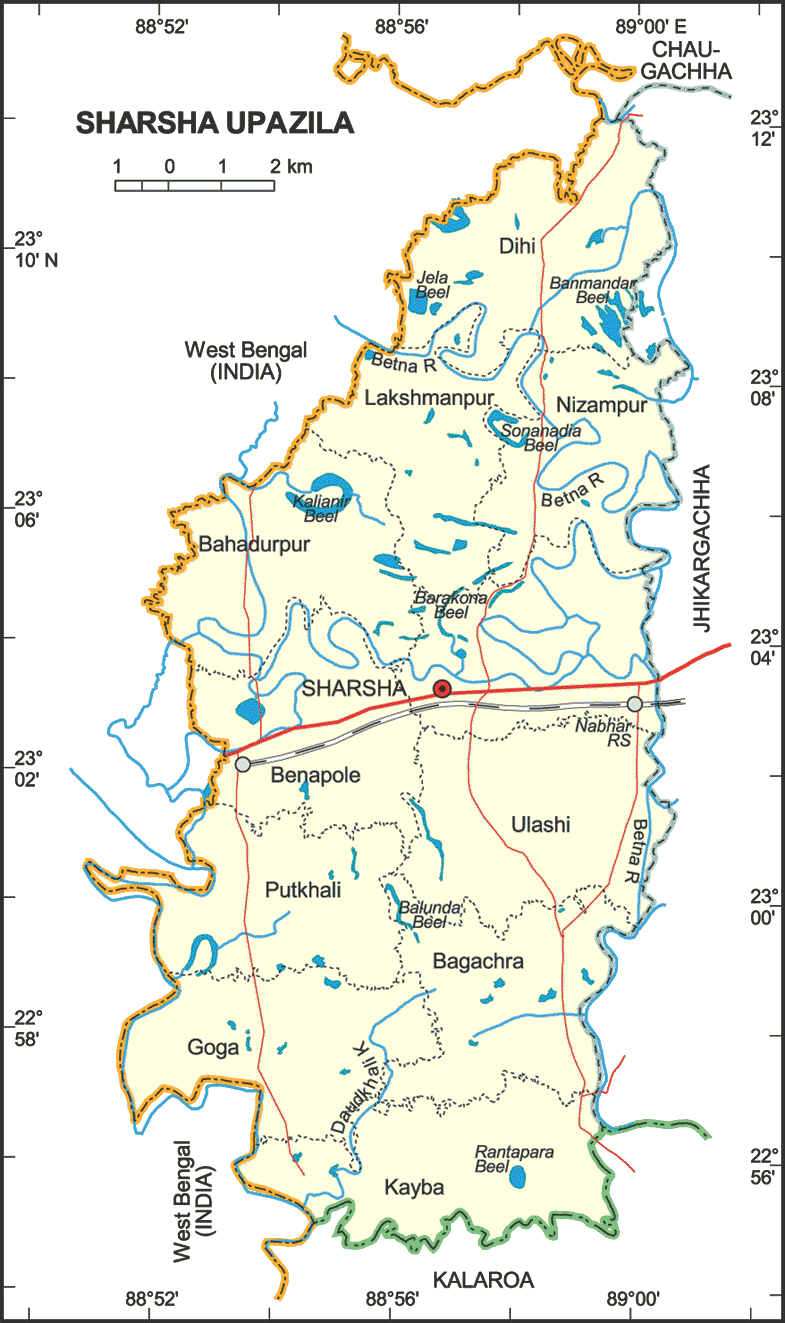 88°52'
88°56'
89°00' E
CHAU-
GACHHA
SHARSHA UPAZILA
23°
12'
1 0 1 2 km
Dihi
23°
10' N
Jela
Beel
Banmandar
Beel
West Bengal
(INDIA)
Betna R
23°
08'
Lakshmanpur
Nizampur
Sonanadia
Beel
23°
06'
Kalianir
Beel
Betna R
Bahadurpur
JHIKARGACHHA
Barakona
Beel
23°
04'
SHARSHA
Nabhar
RS
23°
02'
Benapole
Ulashi
Betna R
Putkhali
Balunda
Beel
23°
00'
Bagachra
22°
58'
Goga
Daudkhali K
Rantapara
Beel
22°
56'
West Bengal
(INDIA)
Kayba
KALAROA
88°52'
88°56'
89°00'